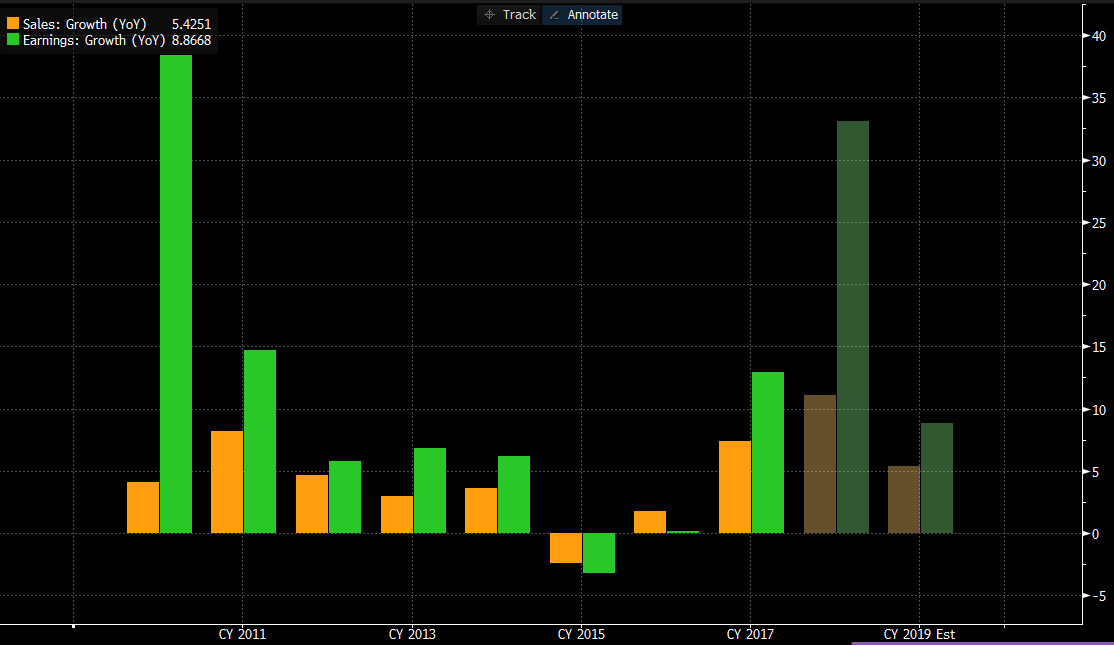 Track Annotate
Sales: Growth (YoY) 5.4251
Earnings: Growth (YoY) 8.8668
40
35
30
25
20
15
10
5
0
-5
CY 2011 CY 2013 CY 2015 CY 2017 CY 2019 Est